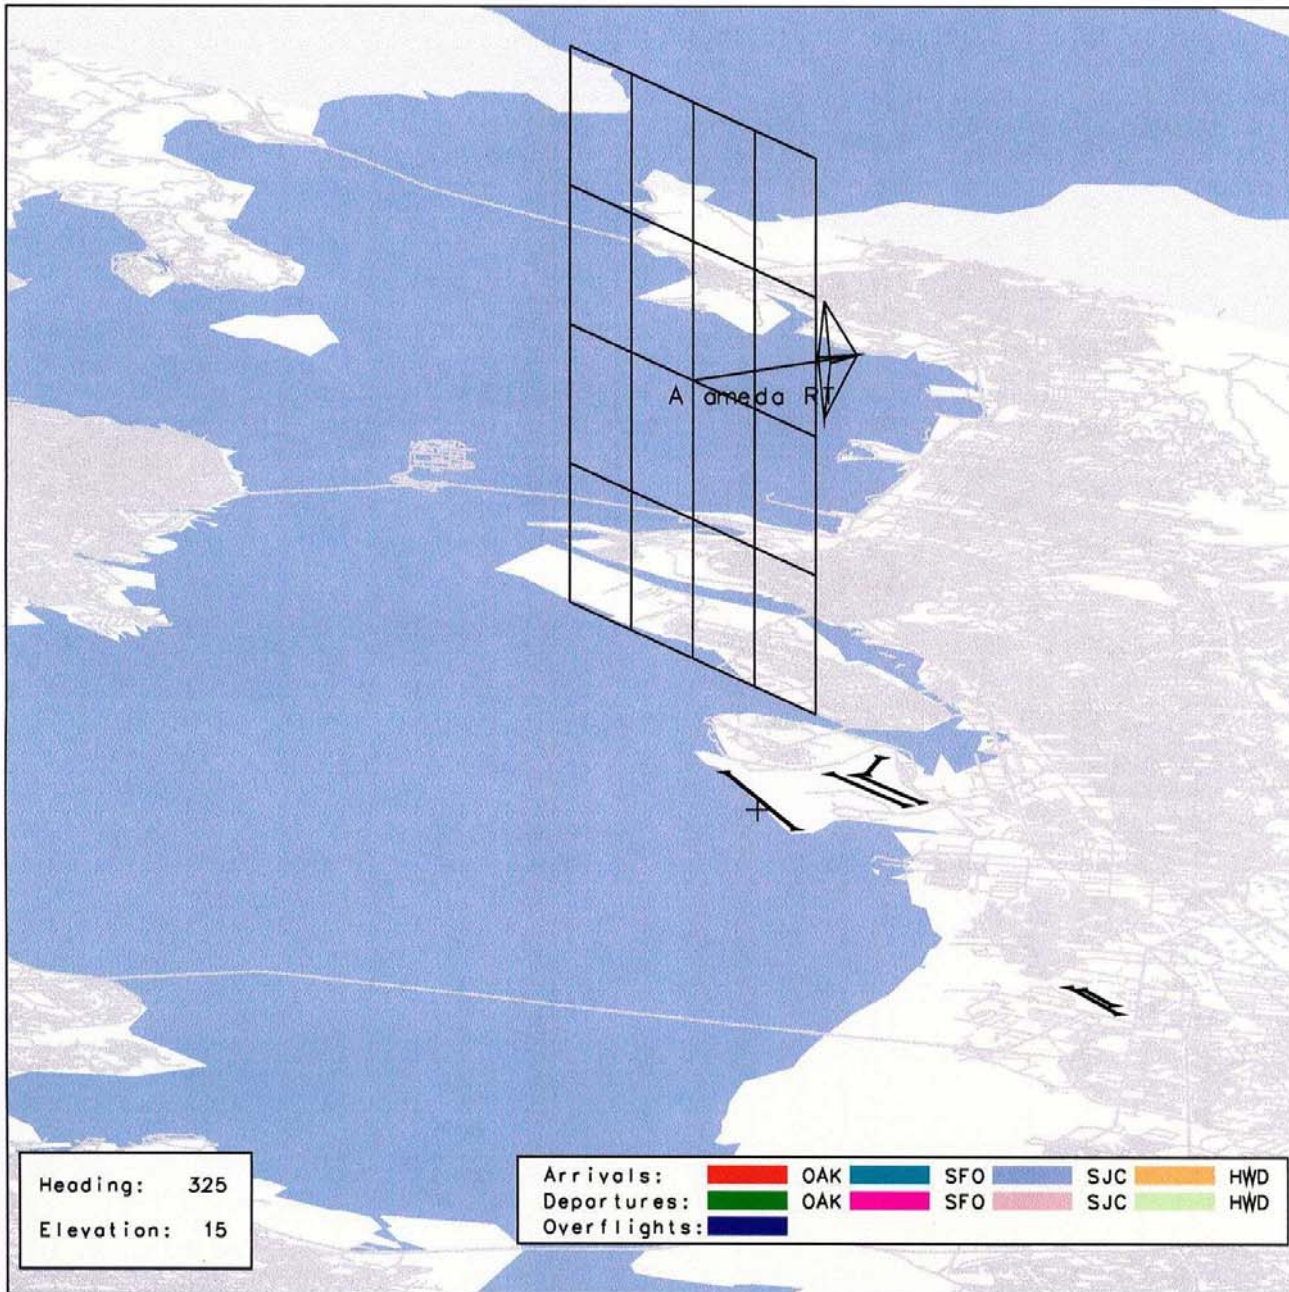 A ameda RT
Heading: 325
Elevation: 15
Arrivals: OAK SFO SJC HWD
Departures: OAK SFO SJC HWD
Overflights: